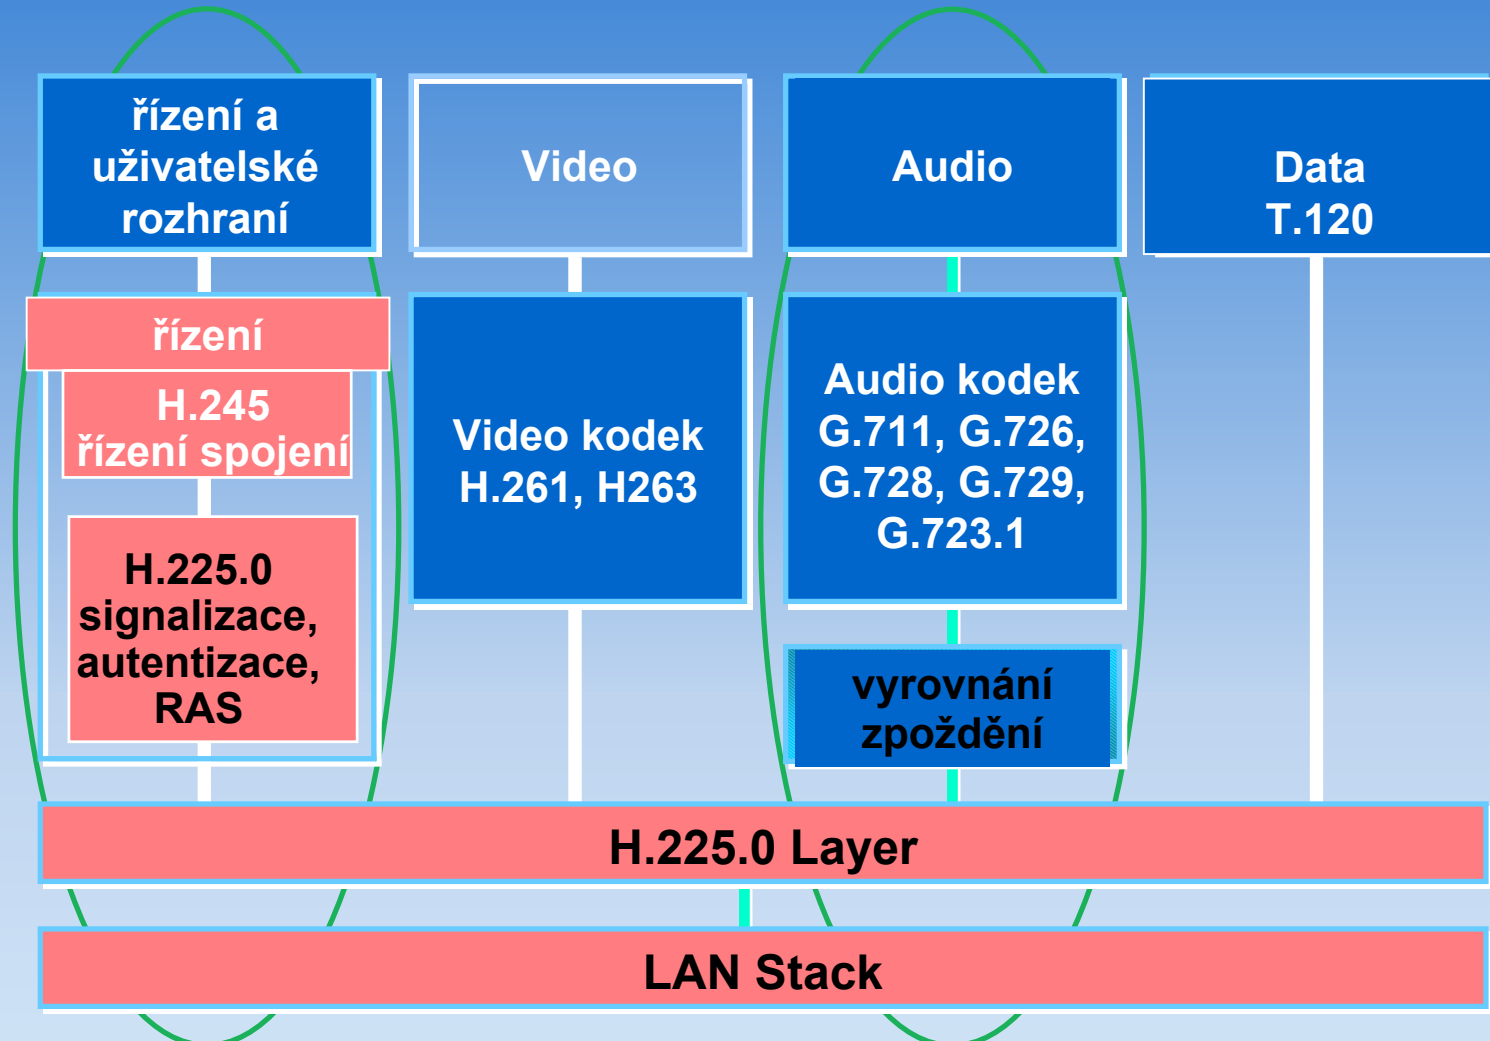 řízení a
uživatelské
rozhraní
Video
Audio
Data
T.120
řízení
H.245
řízení spojení
H.225.0
signalizace,
autentizace,
RAS
Video kodek
H.261, H263
Audio kodek
G.711, G.726,
G.728, G.729,
G.723.1
vyrovnání
zpoždění
H.225.0 Layer
LAN Stack